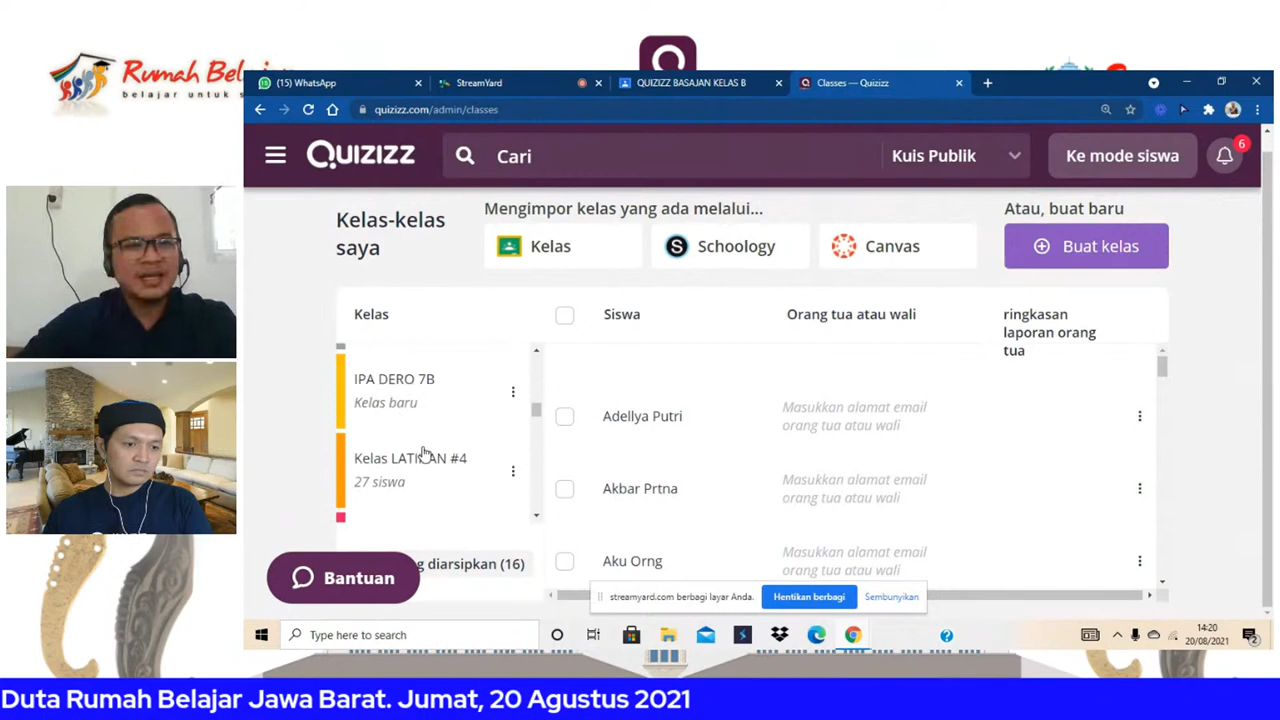 Rumah Bela
belajar untuk s
(15) WhatsApp
StreamYard
QUIZIZZ BASAJAN KELAS B
Classes — Quizizz
quizizz.com/admin/classes
QUIZIZZ
Cari
Kuis Publik
Ke mode siswa
6
Kelas-kelas
saya
Mengimpor kelas yang ada melalui...
Atau, buat baru
Kelas
Schoology
Canvas
Buat kelas
Kelas
Siswa
Orang tua atau wali
ringkasan
laporan orang
tua
IPA DERO 7B
Kelas baru
Kelas LATIHAN #4
27 siswa
Adellya Putri
Masukkan alamat email
orang tua atau wali
Akbar Prtna
Masukkan alamat email
orang tua atau wali
Aku Orng
Masukkan alamat email
orang tua atau wali
g diarsipkan (16)
Bantuan
streamyard.com berbagi layar Anda.
Hentikan berbagi
Sembunyikan
Type here to search
14:20
20/08/2021
2
Duta Rumah Belajar Jawa Barat. Jumat, 20 Agustus 2021